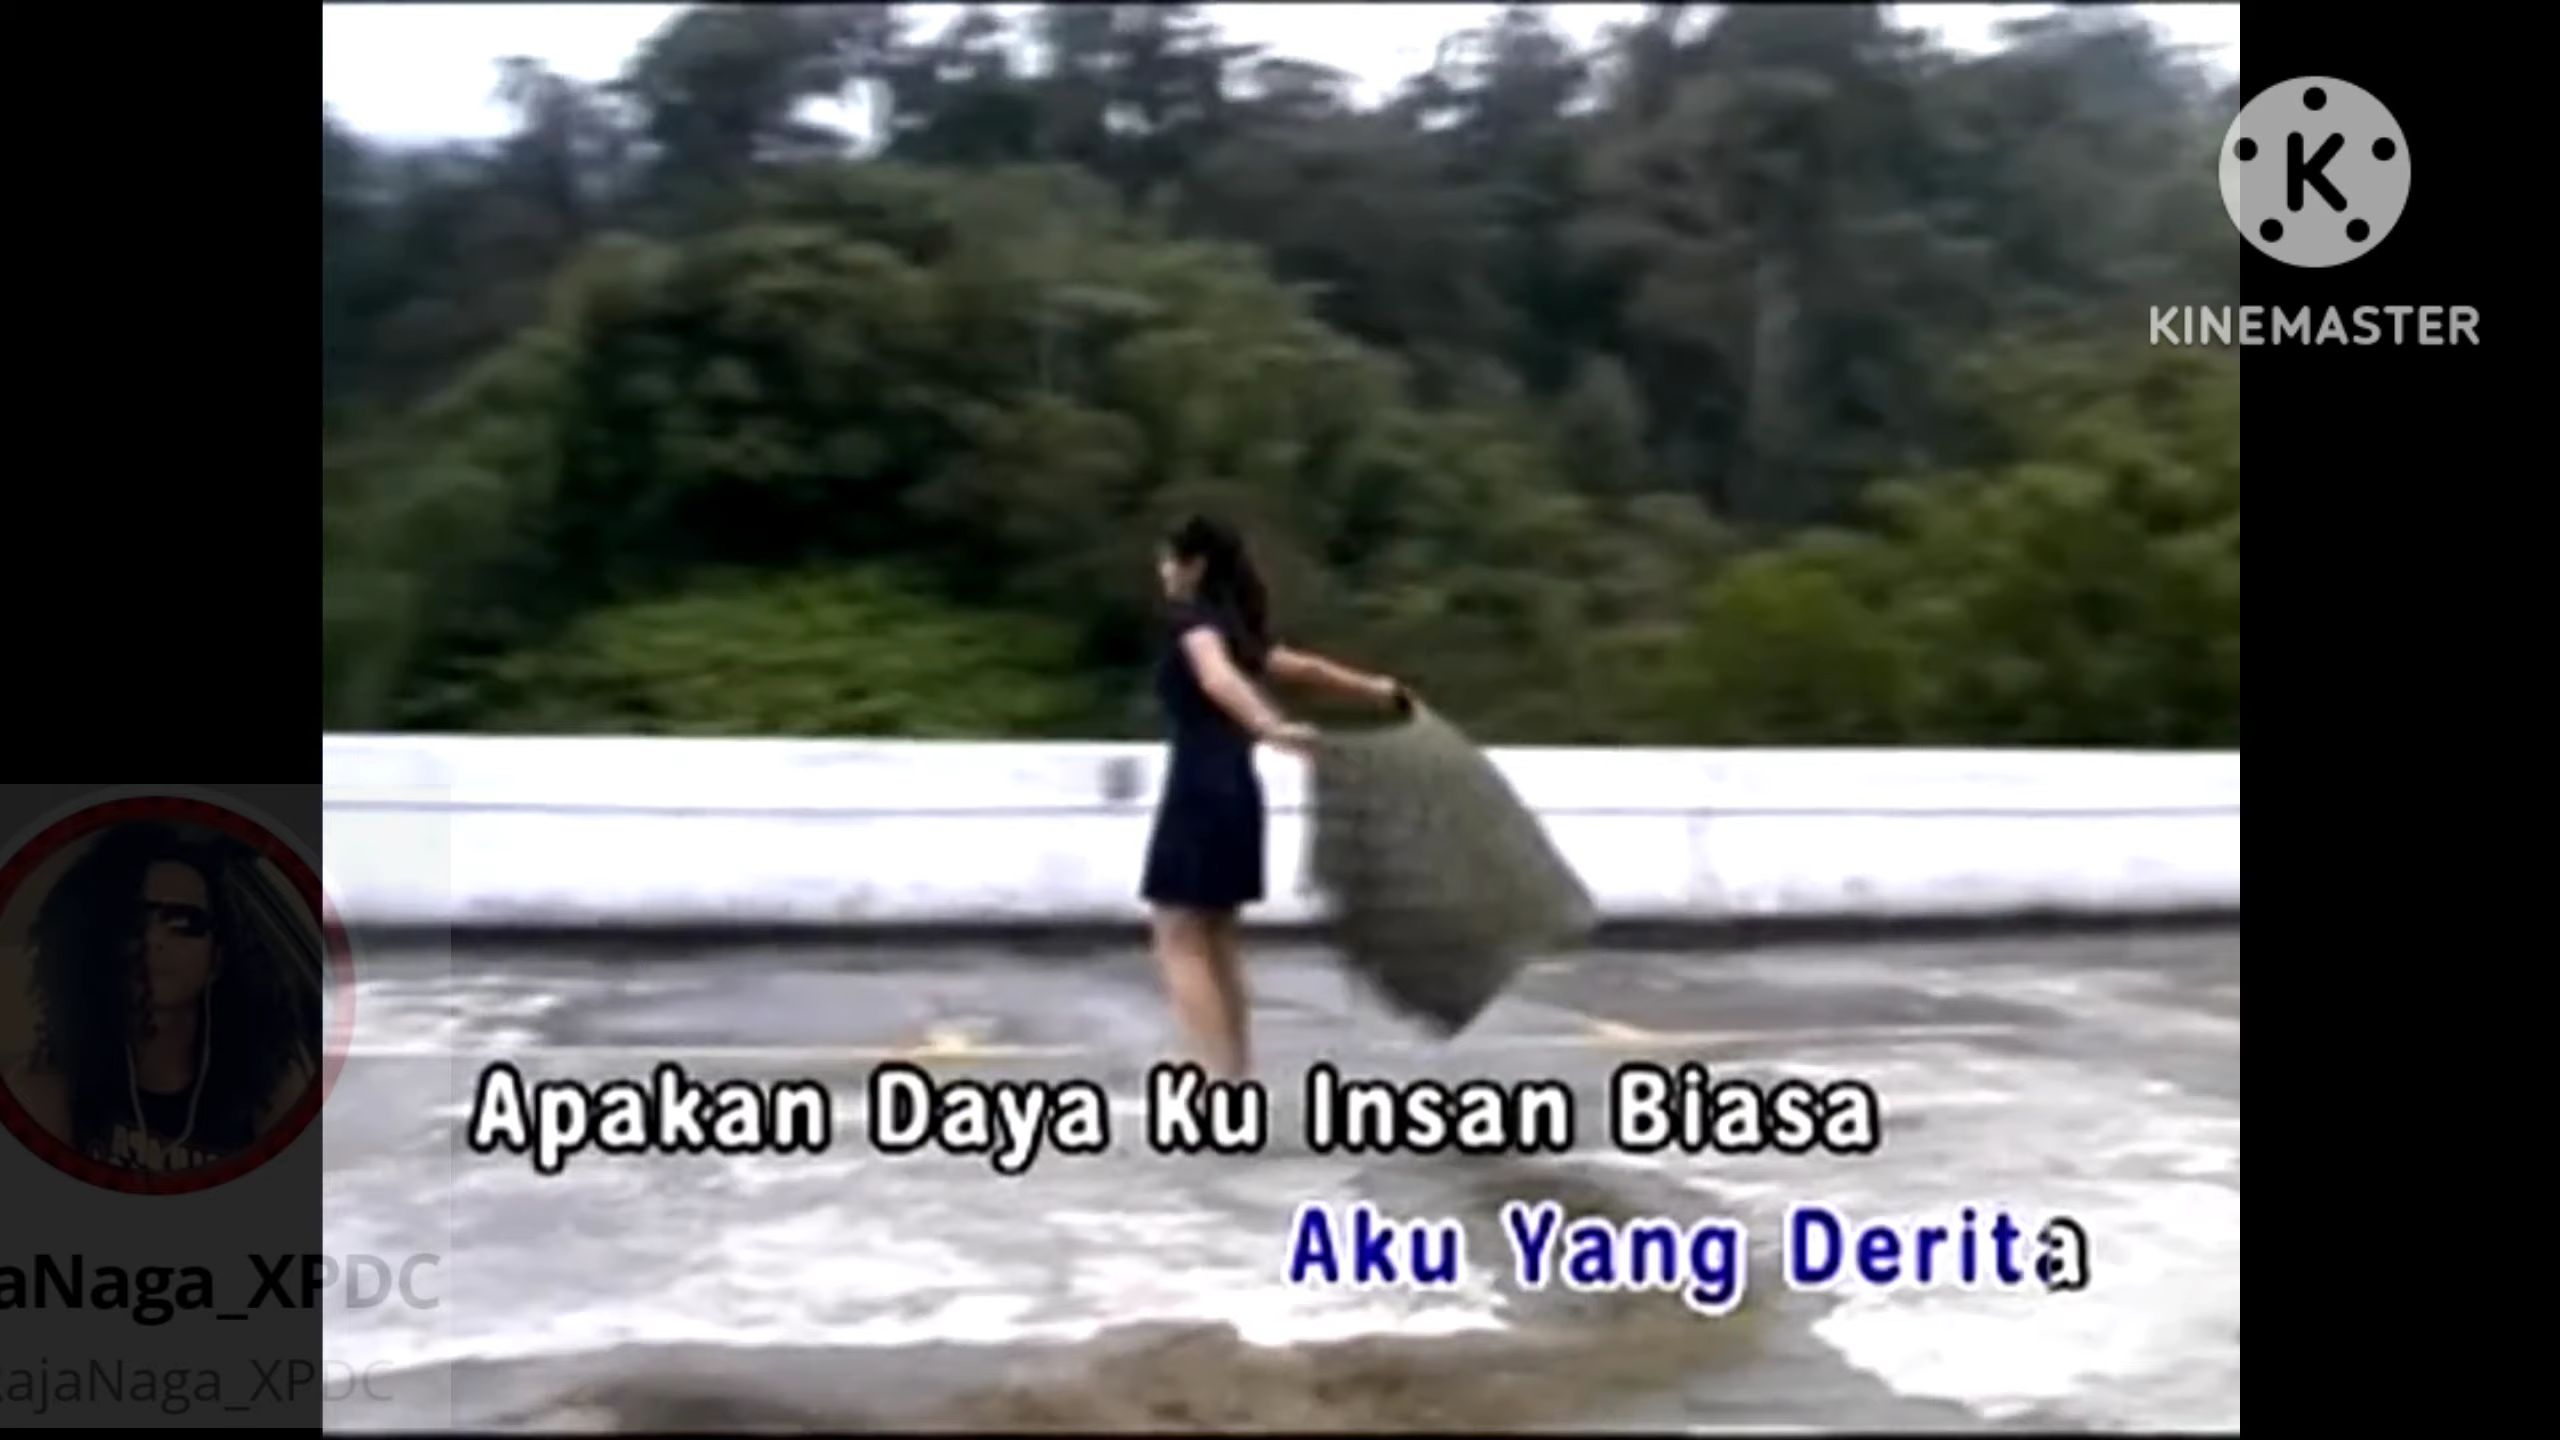 K
KINEMASTER
Apakan Daya Ku Insan Biasa
Aku Yang Derita
aNaga_XPDC
ajaNaga_XPDC